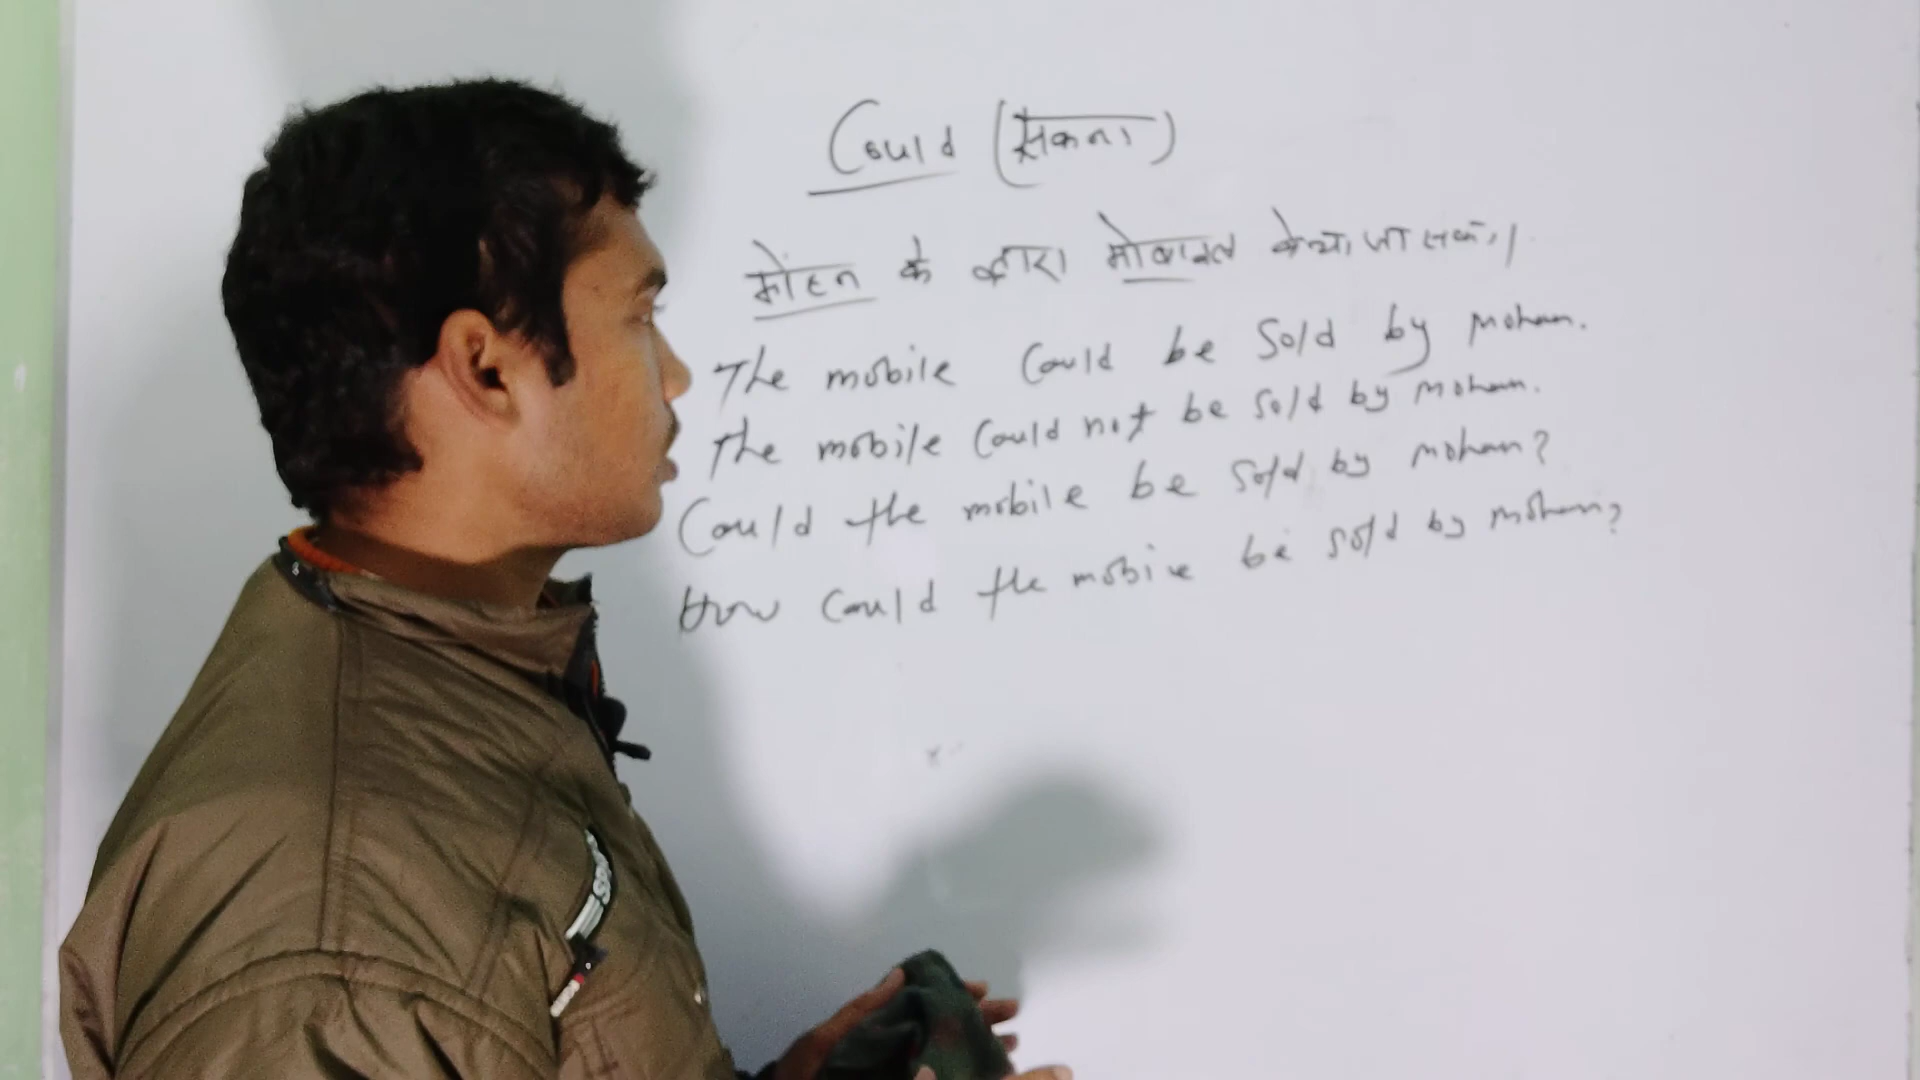 Could (सकना)
मोहन के द्वारा मोबाइल बेचा जा सका।
The mobile Could be Sold by mohan.
The mobile Could not be Sold by mohan.
Could the mobile be Sold by mohan?
How Could the mobile be sold by mohan?